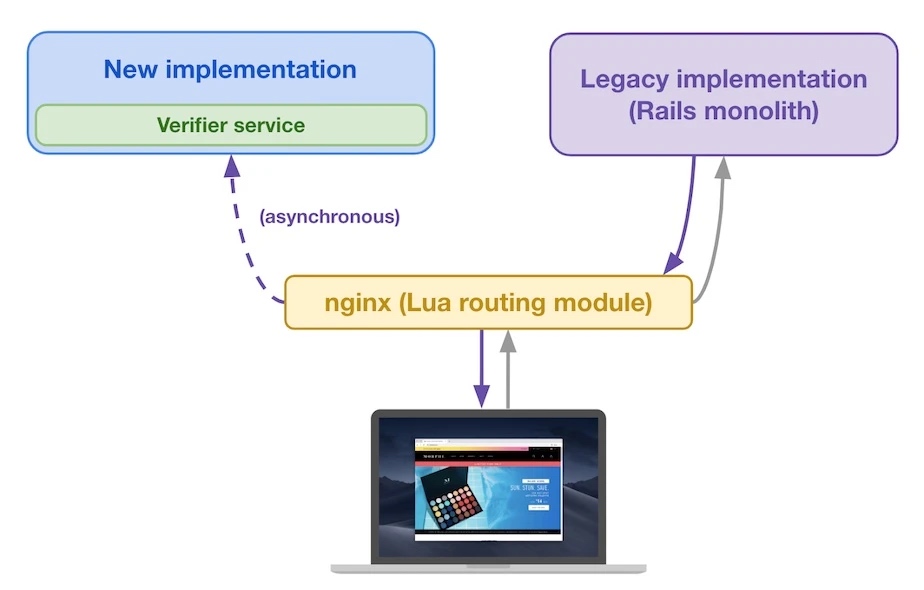 New implementation
Verifier service
Legacy implementation
(Rails monolith)
(asynchronous)
nginx (Lua routing module)
MORPHE
SUN. STUN. SAVE.